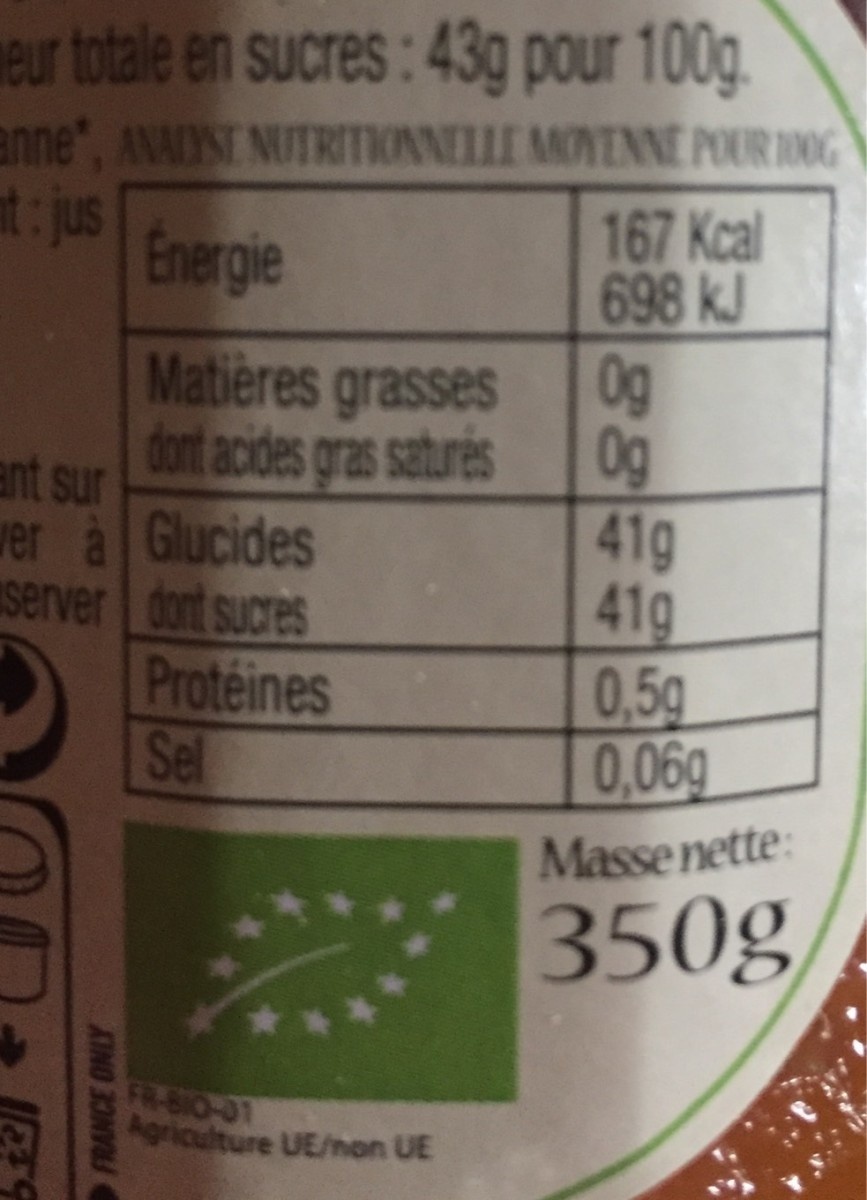 eur totale en sucres : 43g pour 100g.
anne*, ANALYSE NUTRITIONNELLE MOYENNE POUR 100G
nt : jus
Énergie 167 Kcal
698 kJ
Matières grasses 0g
dont acides gras saturés 0g
ant sur
ver à Glucides 41g
server dont sucres 41g
Protéines 0,5g
Sel 0,06g
Masse nette:
350g
FR-BIO-01
Agriculture UE/non UE
FRANCE ONLY